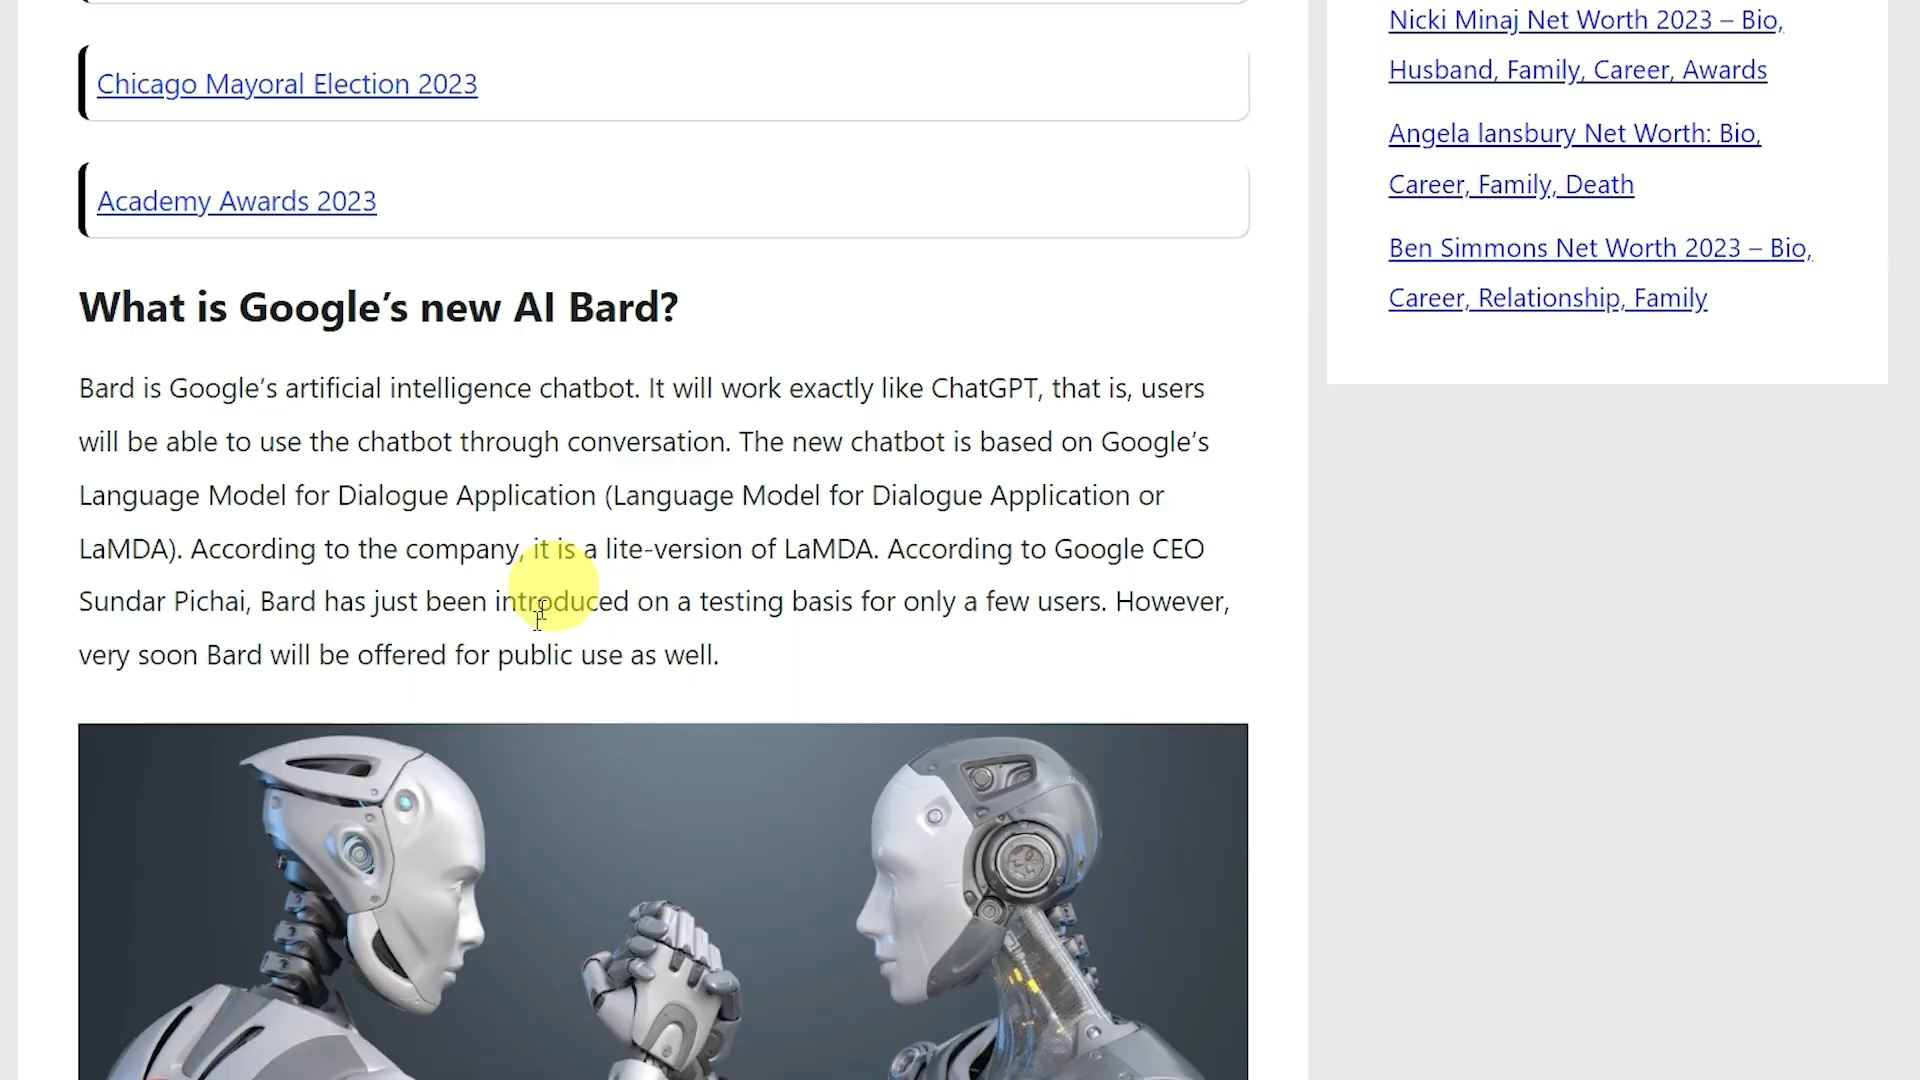 Chicago Mayoral Election 2023
Academy Awards 2023
What is Google’s new AI Bard?
Bard is Google’s artificial intelligence chatbot. It will work exactly like ChatGPT, that is, users
will be able to use the chatbot through conversation. The new chatbot is based on Google’s
Language Model for Dialogue Application (Language Model for Dialogue Application or
LaMDA). According to the company, it is a lite-version of LaMDA. According to Google CEO
Sundar Pichai, Bard has just been introduced on a testing basis for only a few users. However,
very soon Bard will be offered for public use as well.
Nicki Minaj Net Worth 2023 – Bio,
Husband, Family, Career, Awards
Angela lansbury Net Worth: Bio,
Career, Family, Death
Ben Simmons Net Worth 2023 – Bio,
Career, Relationship, Family